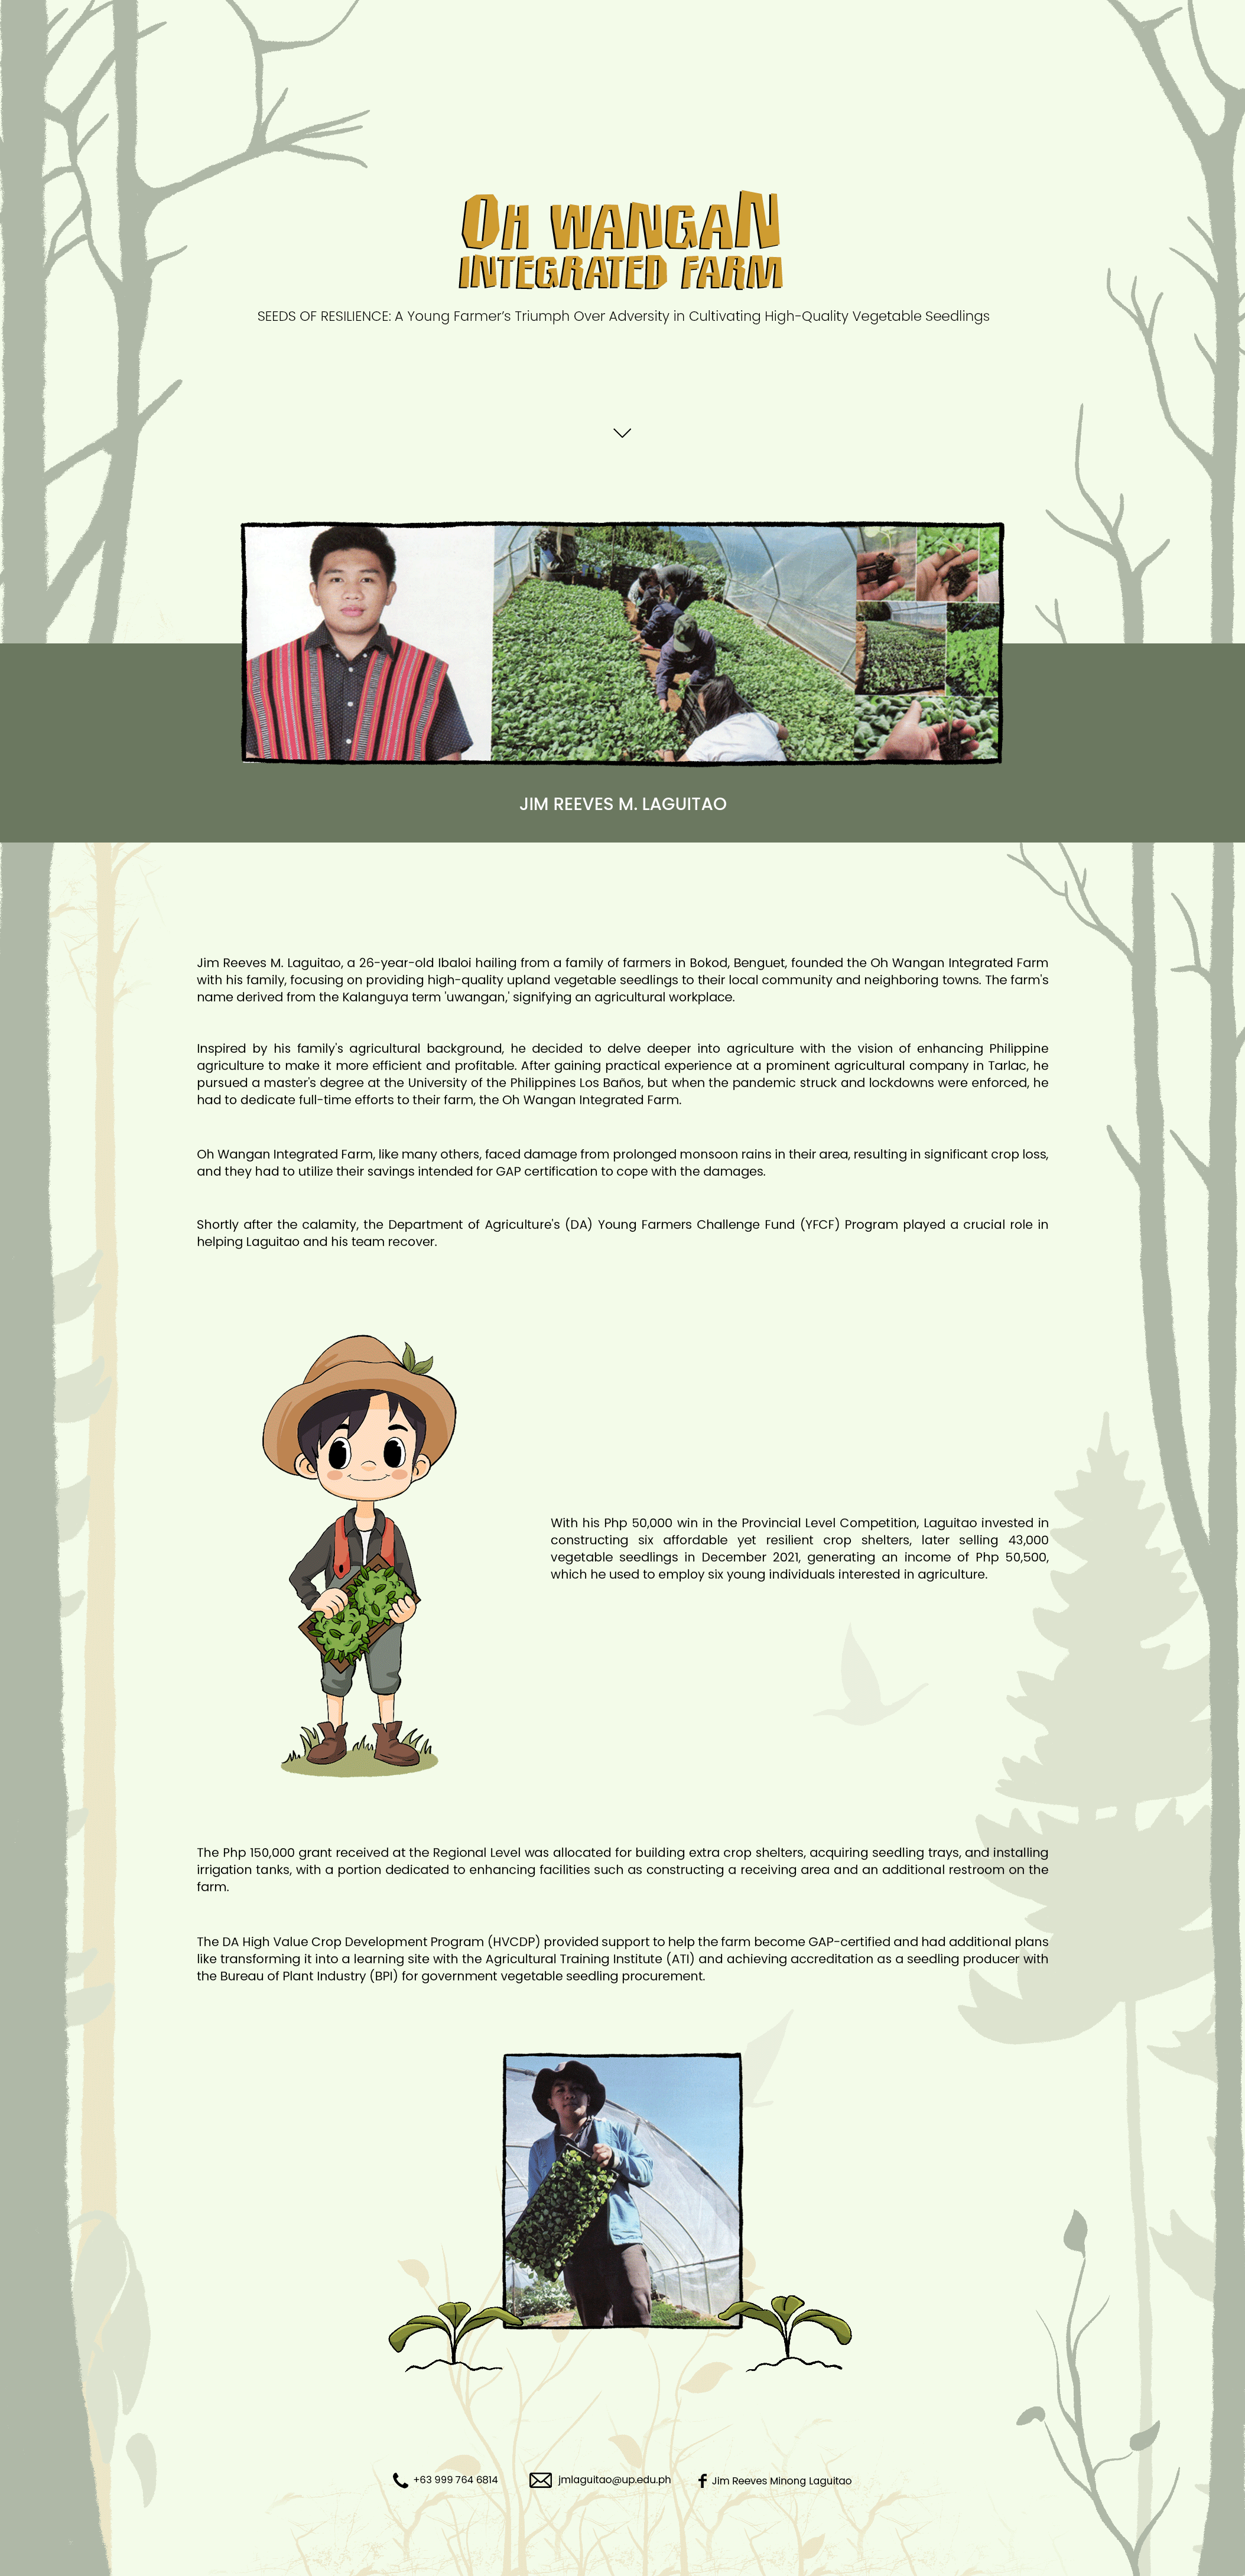 OH WANGAN
INTEGRATED FARM
SEEDS OF RESILIENCE: A Young Farmer’s Triumph Over Adversity in Cultivating High-Quality Vegetable Seedlings
JIM REEVES M. LAGUITAO
Jim Reeves M. Laguitao, a 26-year-old Ibaloi hailing from a family of farmers in Bokod, Benguet, founded the Oh Wangan Integrated Farm
with his family, focusing on providing high-quality upland vegetable seedlings to their local community and neighboring towns. The farm's
name derived from the Kalanguya term 'uwangan,' signifying an agricultural workplace.
Inspired by his family's agricultural background, he decided to delve deeper into agriculture with the vision of enhancing Philippine
agriculture to make it more efficient and profitable. After gaining practical experience at a prominent agricultural company in Tarlac, he
pursued a master's degree at the University of the Philippines Los Baños, but when the pandemic struck and lockdowns were enforced, he
had to dedicate full-time efforts to their farm, the Oh Wangan Integrated Farm.
Oh Wangan Integrated Farm, like many others, faced damage from prolonged monsoon rains in their area, resulting in significant crop loss,
and they had to utilize their savings intended for GAP certification to cope with the damages.
Shortly after the calamity, the Department of Agriculture's (DA) Young Farmers Challenge Fund (YFCF) Program played a crucial role in
helping Laguitao and his team recover.
With his Php 50,000 win in the Provincial Level Competition, Laguitao invested in
constructing six affordable yet resilient crop shelters, later selling 43,000
vegetable seedlings in December 2021, generating an income of Php 50,500,
which he used to employ six young individuals interested in agriculture.
The Php 150,000 grant received at the Regional Level was allocated for building extra crop shelters, acquiring seedling trays, and installing
irrigation tanks, with a portion dedicated to enhancing facilities such as constructing a receiving area and an additional restroom on the
farm.
The DA High Value Crop Development Program (HVCDP) provided support to help the farm become GAP-certified and had additional plans
like transforming it into a learning site with the Agricultural Training Institute (ATI) and achieving accreditation as a seedling producer with
the Bureau of Plant Industry (BPI) for government vegetable seedling procurement.
+63 999 764 6814 jmlaguitao@up.edu.ph Jim Reeves Minong Laguitao